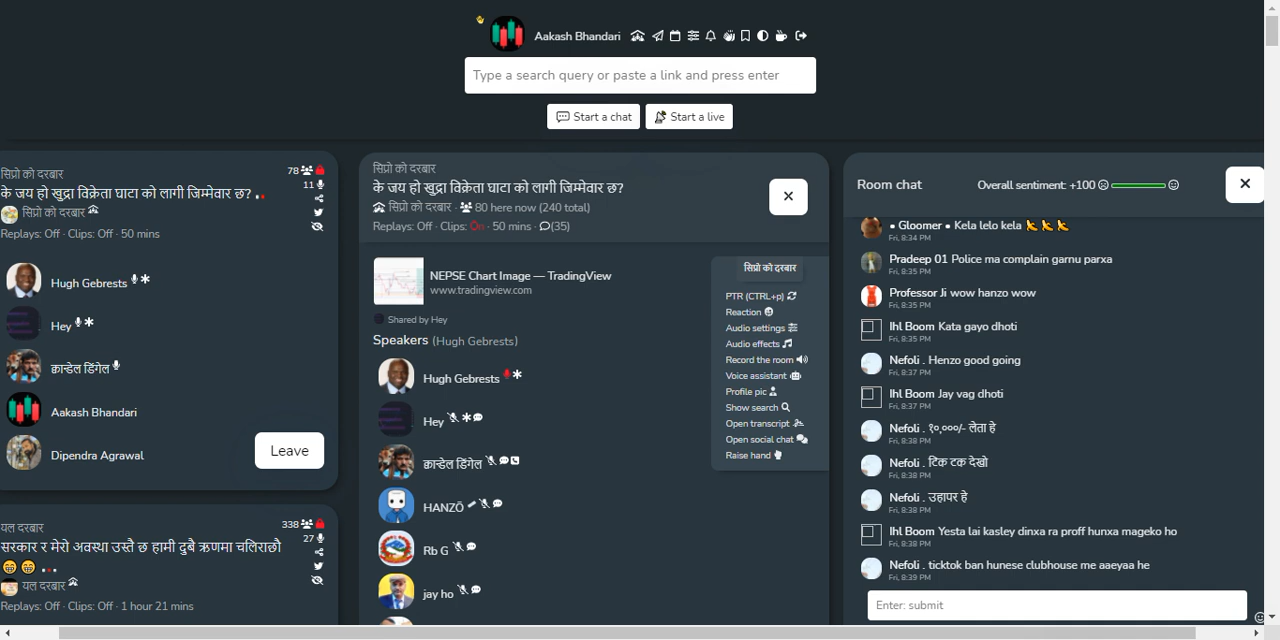 Aakash Bhandari
Type a search query or paste a link and press enter
Start a chat
Start a live
सिप्रो को दरबार
78
के जय हो खुद्रा विक्रेता घाटा को लागी जिम्मेवार छ?
11
सिप्रो को दरबार
Replays: Off · Clips: Off · 50 mins
Hugh Gebrests
Hey
क्रान्डेल डिंगेल
Aakash Bhandari
Dipendra Agrawal
Leave
यल दरबार
338
सरकार र मेरो अवस्था उस्तै छ हामी दुबै ऋणमा चलिराछौ
27
😁 😁
यल दरबार
Replays: Off · Clips: Off · 1 hour 21 mins
सिप्रो को दरबार
के जय हो खुद्रा विक्रेता घाटा को लागी जिम्मेवार छ?
सिप्रो को दरबार · 80 here now (240 total)
Replays: Off · Clips: On · 50 mins · (35)
NEPSE Chart Image — TradingView
www.tradingview.com
Shared by Hey
Speakers (Hugh Gebrests)
Hugh Gebrests
Hey
क्रान्डेल डिंगेल
HANZŌ
Rb G
jay ho
सिप्रो को दरबार
PTR (CTRL+p)
Reaction
Audio settings
Audio effects
Record the room
Voice assistant
Profile pic
Show search
Open transcript
Open social chat
Raise hand
Room chat
Overall sentiment: +100
• Gloomer • Kela lelo kela 🍌🍌🍌
Fri, 8:34 PM
Pradeep 01 Police ma complain garnu parxa
Fri, 8:35 PM
Professor Ji wow hanzo wow
Fri, 8:35 PM
Ihl Boom Kata gayo dhoti
Fri, 8:35 PM
Nefoli . Henzo good going
Fri, 8:37 PM
Ihl Boom Jay vag dhoti
Fri, 8:37 PM
Nefoli . १०,०००/- लेता हे
Fri, 8:38 PM
Nefoli . टिक टक देखो
Fri, 8:38 PM
Nefoli . उहापर हे
Fri, 8:38 PM
Ihl Boom Yesta lai kasley dinxa ra proff hunxa mageko ho
Fri, 8:38 PM
Nefoli . ticktok ban hunese clubhouse me aaeyaa he
Fri, 8:39 PM
Enter: submit